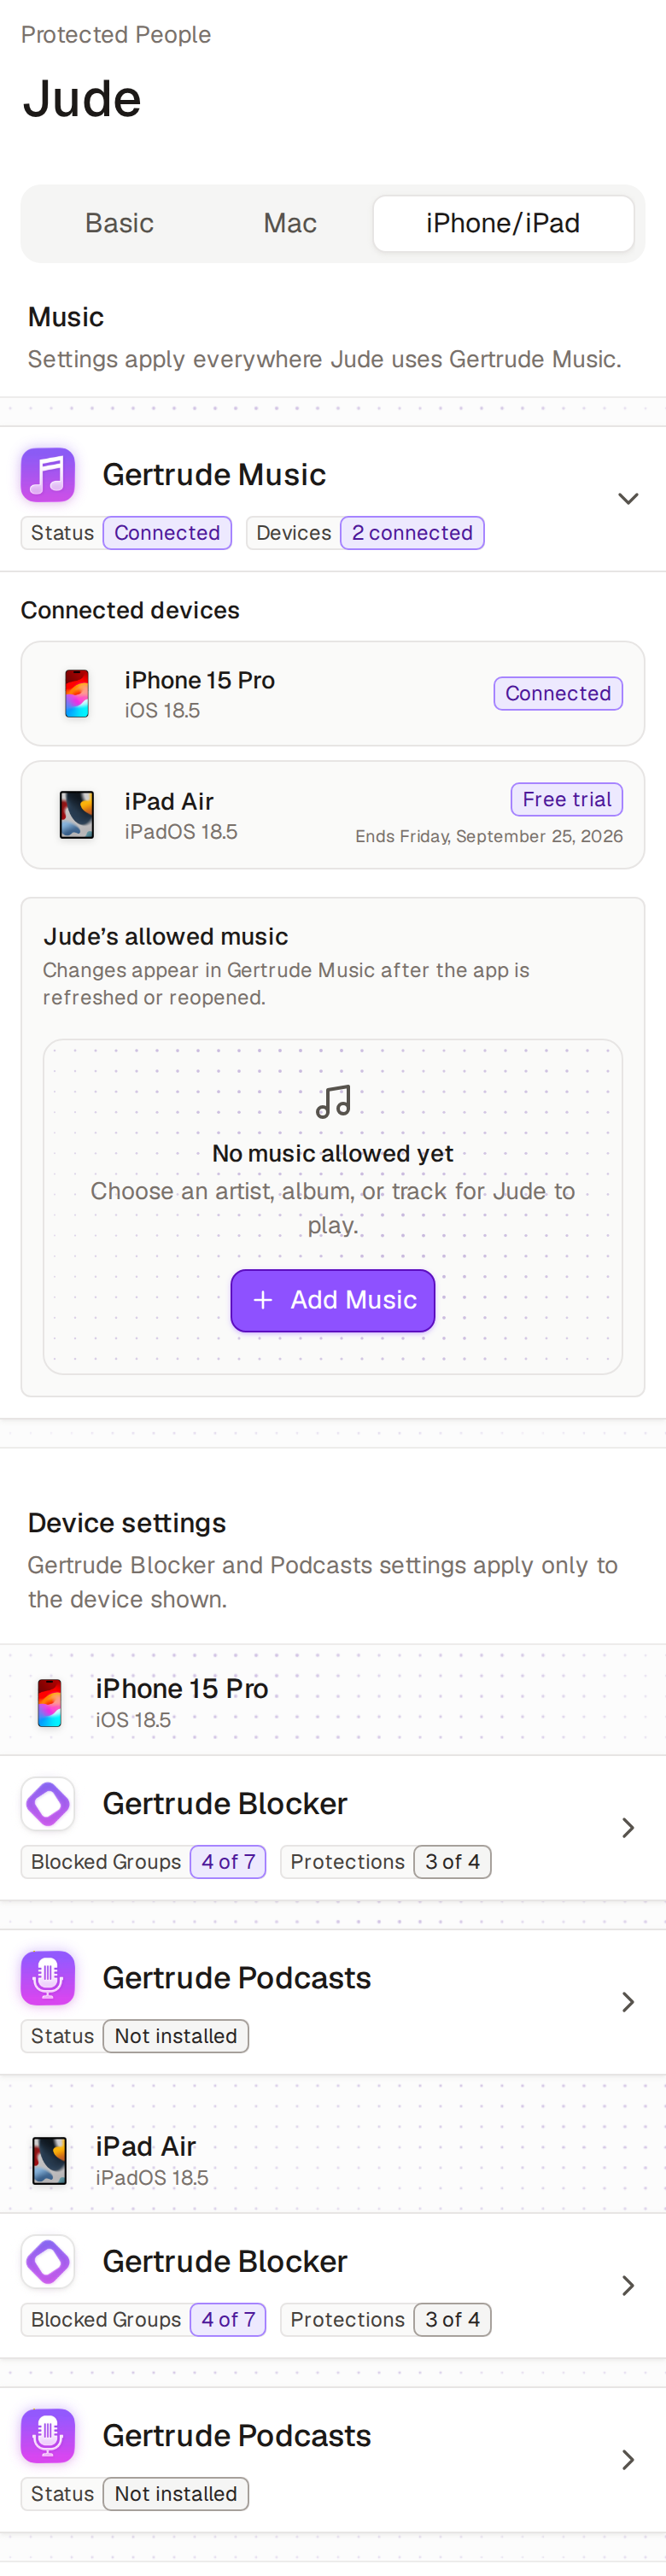 Protected People
Jude
Basic
Mac
iPhone/iPad
Music
Settings apply everywhere Jude uses Gertrude Music.
Gertrude Music
Status Connected
Devices 2 connected
Connected devices
iPhone 15 Pro
iOS 18.5
Connected
iPad Air
iPadOS 18.5
Free trial
Ends Friday, September 25, 2026
Jude’s allowed music
Changes appear in Gertrude Music after the app is
refreshed or reopened.
No music allowed yet
Choose an artist, album, or track for Jude to
play.
+ Add Music
Device settings
Gertrude Blocker and Podcasts settings apply only to
the device shown.
iPhone 15 Pro
iOS 18.5
Gertrude Blocker
Blocked Groups 4 of 7
Protections 3 of 4
Gertrude Podcasts
Status Not installed
iPad Air
iPadOS 18.5
Gertrude Blocker
Blocked Groups 4 of 7
Protections 3 of 4
Gertrude Podcasts
Status Not installed